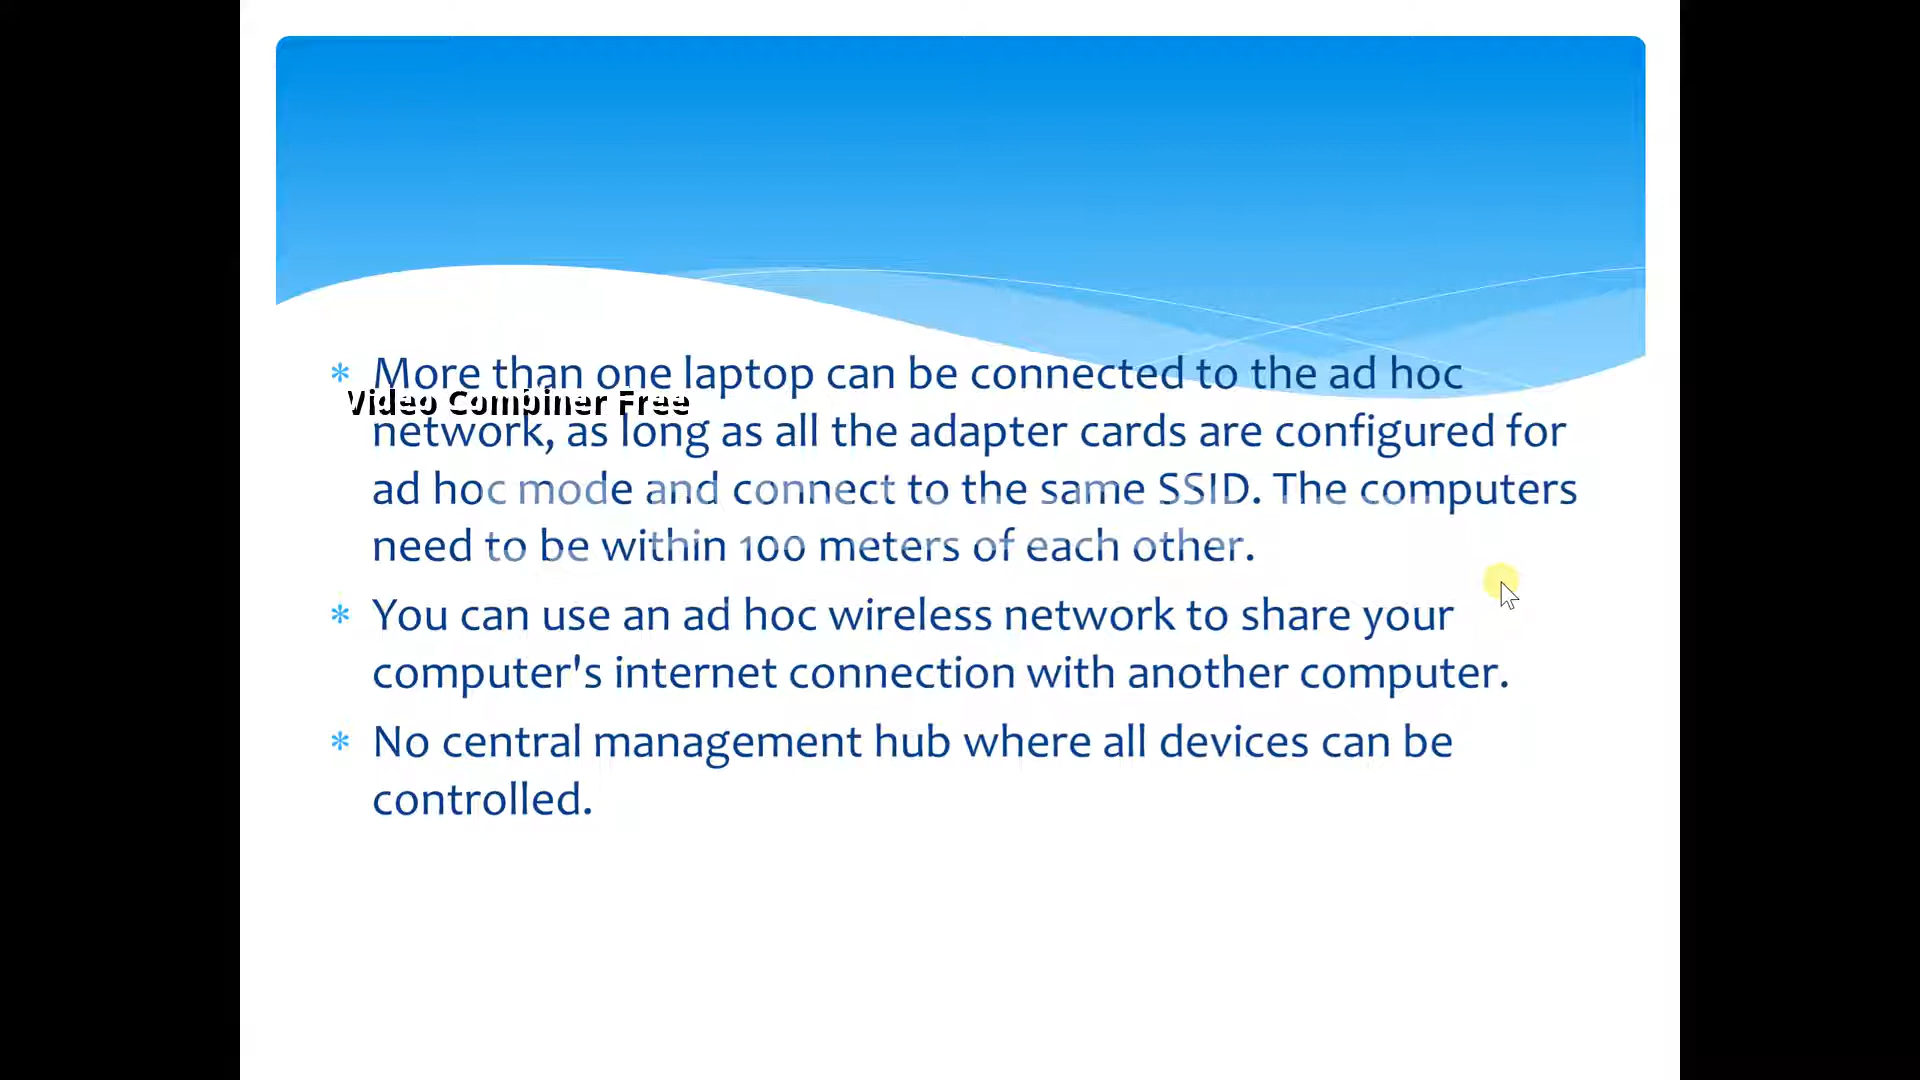 * More than one laptop can be connected to the ad hoc
Video Combiner Free
network, as long as all the adapter cards are configured for
ad hoc mode and connect to the same SSID. The computers
need to be within 100 meters of each other.
* You can use an ad hoc wireless network to share your
computer's internet connection with another computer.
* No central management hub where all devices can be
controlled.